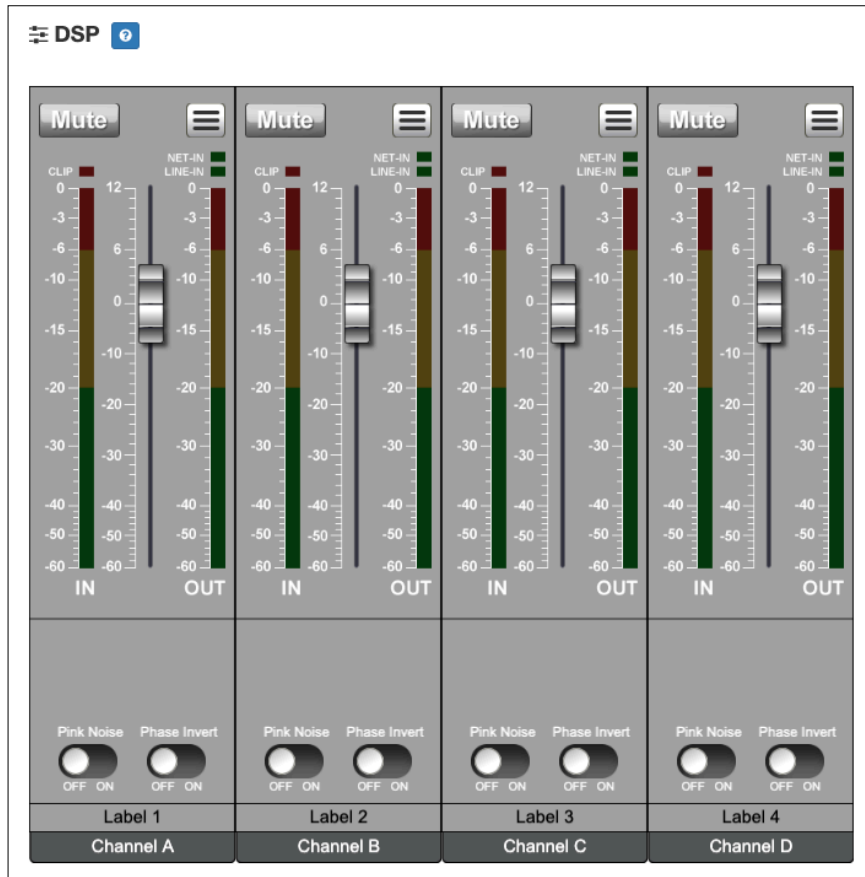 DSP
Mute Mute Mute Mute
NET-IN NET-IN NET-IN NET-IN
CLIP LINE-IN CLIP LINE-IN CLIP LINE-IN CLIP LINE-IN
0 12 0 0 12 0 0 12 0 0 12 0
-3 -3 -3 -3 -3 -3 -3 -3
-6 6 -6 -6 6 -6 -6 6 -6 -6 6 -6
-10 -10 -10 -10 -10 -10 -10 -10
0 0 0 0
-15 -15 -15 -15 -15 -15 -15 -15
-10 -10 -10 -10
-20 -20 -20 -20 -20 -20 -20 -20
-20 -20 -20 -20
-30 -30 -30 -30 -30 -30 -30 -30
-30 -30 -30 -30
-40 -40 -40 -40 -40 -40 -40 -40 -40 -40 -40 -40
-50 -50 -50 -50 -50 -50 -50 -50 -50 -50 -50 -50
-60 -60 -60 -60 -60 -60 -60 -60 -60 -60 -60 -60
IN OUT IN OUT IN OUT IN OUT
Pink Noise Phase Invert Pink Noise Phase Invert Pink Noise Phase Invert Pink Noise Phase Invert
OFF ON OFF ON OFF ON OFF ON OFF ON OFF ON OFF ON OFF ON
Label 1 Label 2 Label 3 Label 4
Channel A Channel B Channel C Channel D